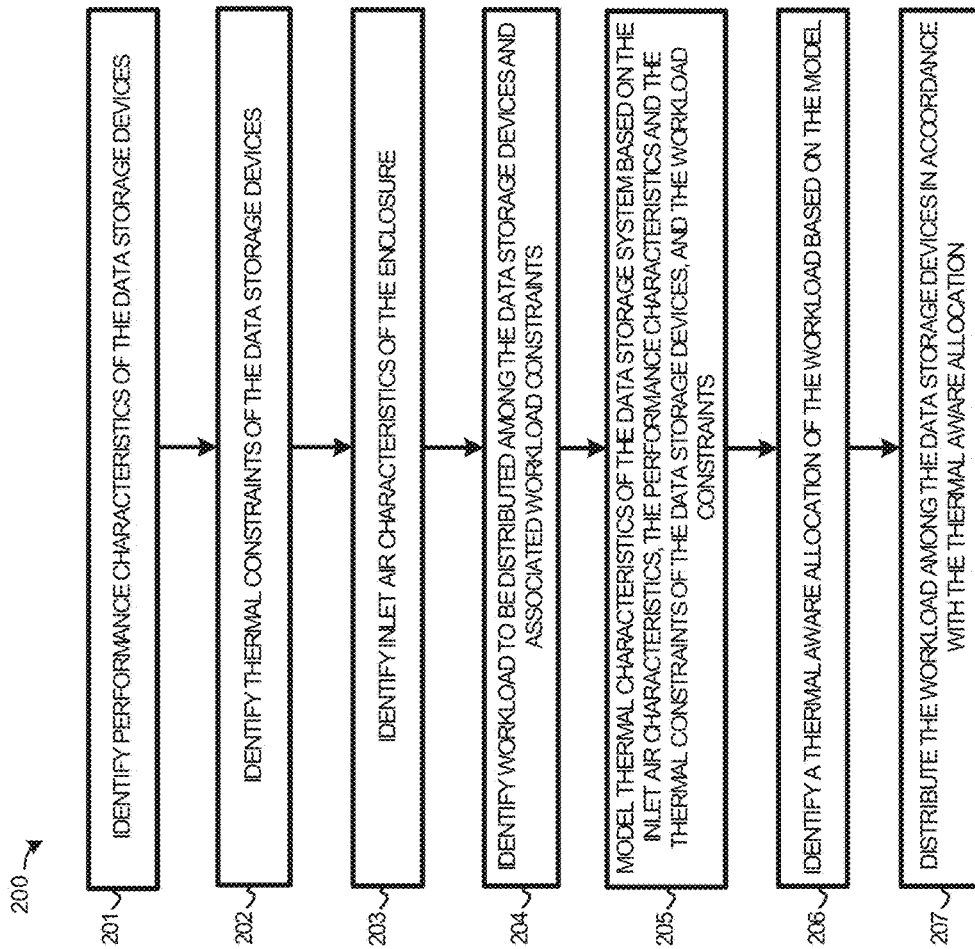 200
201
IDENTIFY PERFORMANCE CHARACTERISTICS OF THE DATA STORAGE DEVICES
202
IDENTIFY THERMAL CONSTRAINTS OF THE DATA STORAGE DEVICES
203
IDENTIFY INLET AIR CHARACTERISTICS OF THE ENCLOSURE
204
IDENTIFY WORKLOAD TO BE DISTRIBUTED AMONG THE DATA STORAGE DEVICES AND
ASSOCIATED WORKLOAD CONSTRAINTS
205
MODEL THERMAL CHARACTERISTICS OF THE DATA STORAGE SYSTEM BASED ON THE
INLET AIR CHARACTERISTICS, THE PERFORMANCE CHARACTERISTICS AND THE
THERMAL CONSTRAINTS OF THE DATA STORAGE DEVICES, AND THE WORKLOAD
CONSTRAINTS
206
IDENTIFY A THERMAL AWARE ALLOCATION OF THE WORKLOAD BASED ON THE MODEL
207
DISTRIBUTE THE WORKLOAD AMONG THE DATA STORAGE DEVICES IN ACCORDANCE
WITH THE THERMAL AWARE ALLOCATION